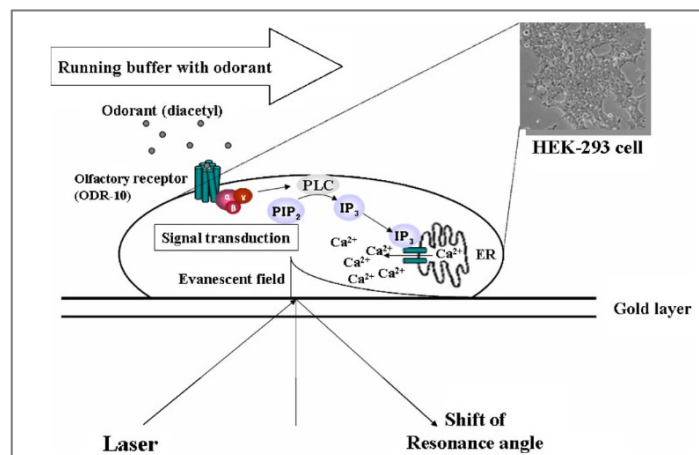 Running buffer with odorant
Odorant (diacetyl)
HEK-293 cell
Olfactory receptor
(ODR-10)
α γ
β
PLC
PIP₂
IP₃
IP₃
Signal transduction
Ca²⁺
Ca²⁺
Ca²⁺
Ca²⁺
Ca²⁺
Ca²⁺
Ca²⁺
ER
Evanescent field
Gold layer
Laser
Shift of
Resonance angle